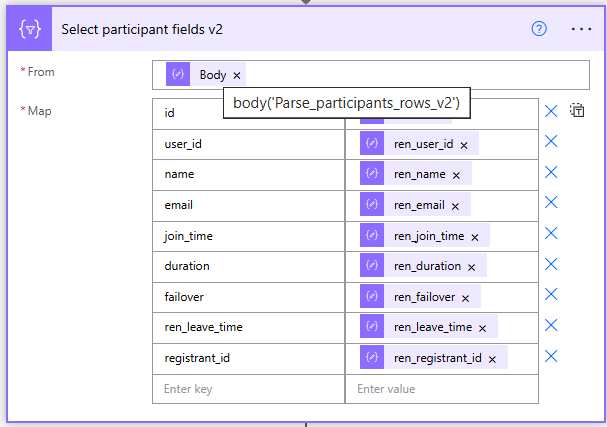 Select participant fields v2
* From
Body ×
body('Parse_participants_rows_v2')
* Map
id
user_id ren_user_id ×
name ren_name ×
email ren_email ×
join_time ren_join_time ×
duration ren_duration ×
failover ren_failover ×
ren_leave_time ren_leave_time ×
registrant_id ren_registrant_id ×
Enter key Enter value